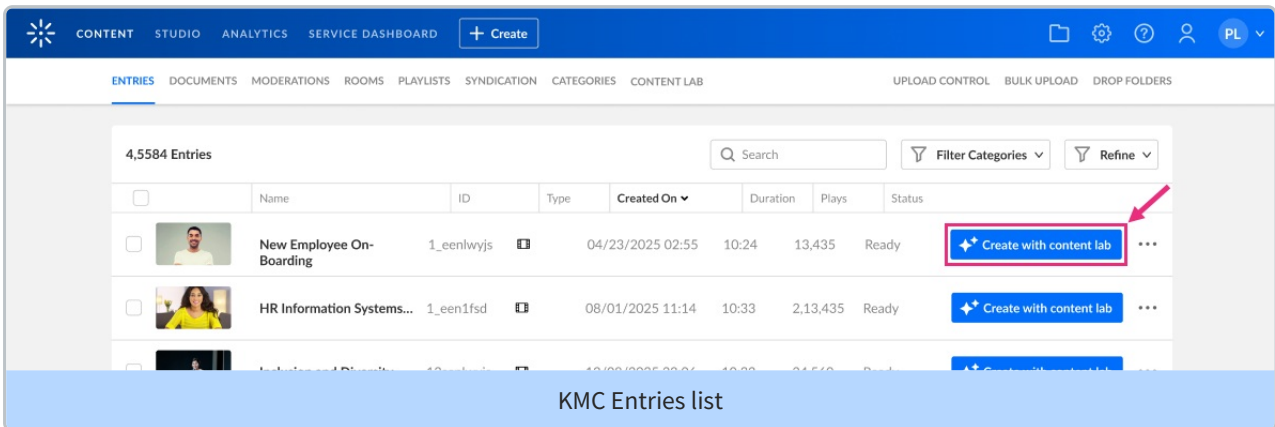 CONTENT STUDIO ANALYTICS SERVICE DASHBOARD + Create PL
ENTRIES DOCUMENTS MODERATIONS ROOMS PLAYLISTS SYNDICATION CATEGORIES CONTENT LAB UPLOAD CONTROL BULK UPLOAD DROP FOLDERS
4,5584 Entries Search Filter Categories Refine
Name ID Type Created On Duration Plays Status
New Employee On-Boarding 1_eenlwyjs 04/23/2025 02:55 10:24 13,435 Ready Create with content lab
HR Information Systems... 1_een1fsd 08/01/2025 11:14 10:33 2,13,435 Ready Create with content lab
Inclusion and Diversity
KMC Entries list